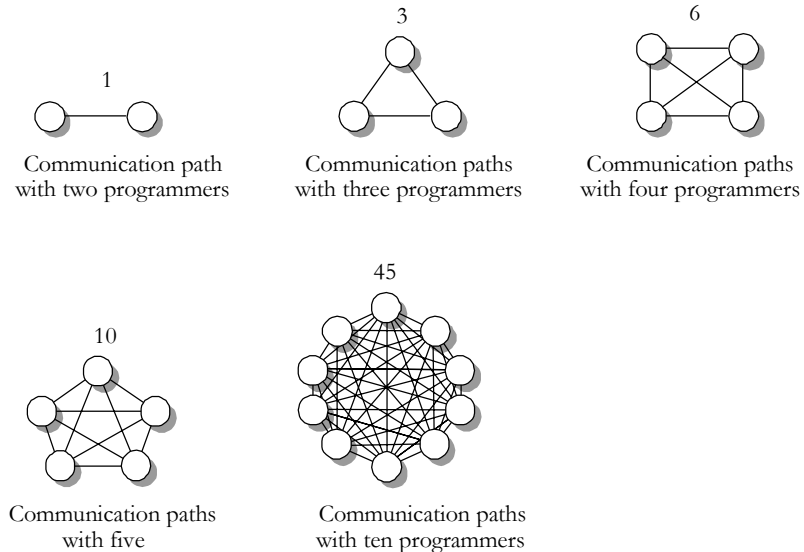 1
Communication path
with two programmers
3
Communication paths
with three programmers
6
Communication paths
with four programmers
10
Communication paths
with five
45
Communication paths
with ten programmers